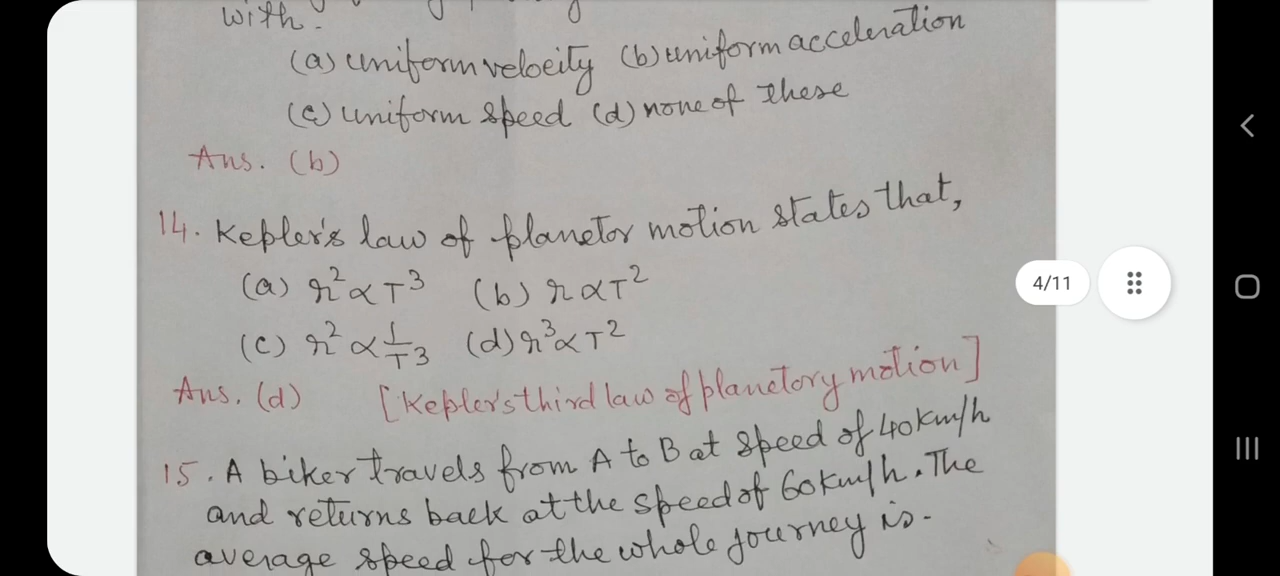 with.
(a) uniform velocity (b) uniform acceleration
(c) uniform speed (d) none of these
Ans. (b)
14. Kepler's law of planetor motion states that,
(a) r² ∝ T³ (b) r ∝ T²
4/11
(c) r² ∝ 1/T³ (d) r³ ∝ T²
Ans. (d) [Kepler's third law of planetory motion]
15. A biker travels from A to B at speed of 40km/h
and returns back at the speed of 60km/h. The
average speed for the whole journey is-